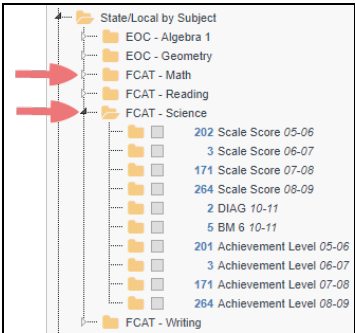 State/Local by Subject
EOC - Algebra 1
EOC - Geometry
FCAT - Math
FCAT - Reading
FCAT - Science
202 Scale Score 05-06
3 Scale Score 06-07
171 Scale Score 07-08
264 Scale Score 08-09
2 DIAG 10-11
5 BM 6 10-11
201 Achievement Level 05-06
3 Achievement Level 06-07
171 Achievement Level 07-08
264 Achievement Level 08-09
FCAT - Writing